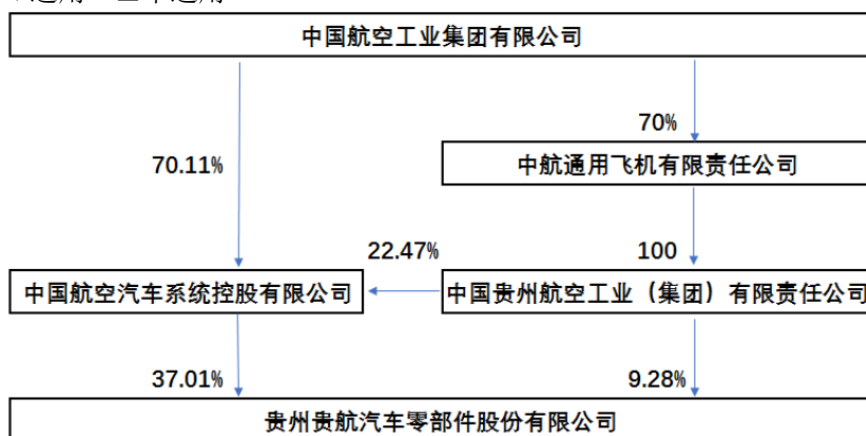 中国航空工业集团有限公司
70%
70.11%
中航通用飞机有限责任公司
22.47%
100
中国航空汽车系统控股有限公司
中国贵州航空工业（集团）有限责任公司
37.01%
9.28%
贵州贵航汽车零部件股份有限公司